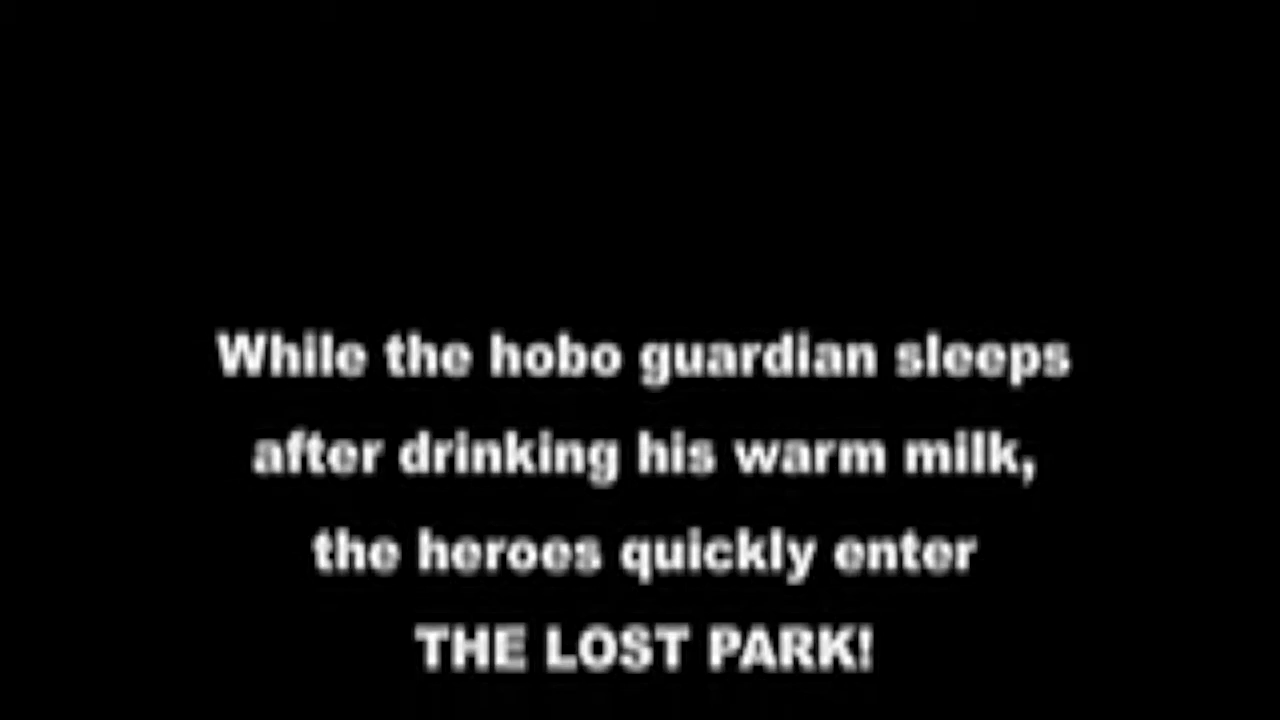 While the hobo guardian sleeps
after drinking his warm milk,
the heroes quickly enter
THE LOST PARK!